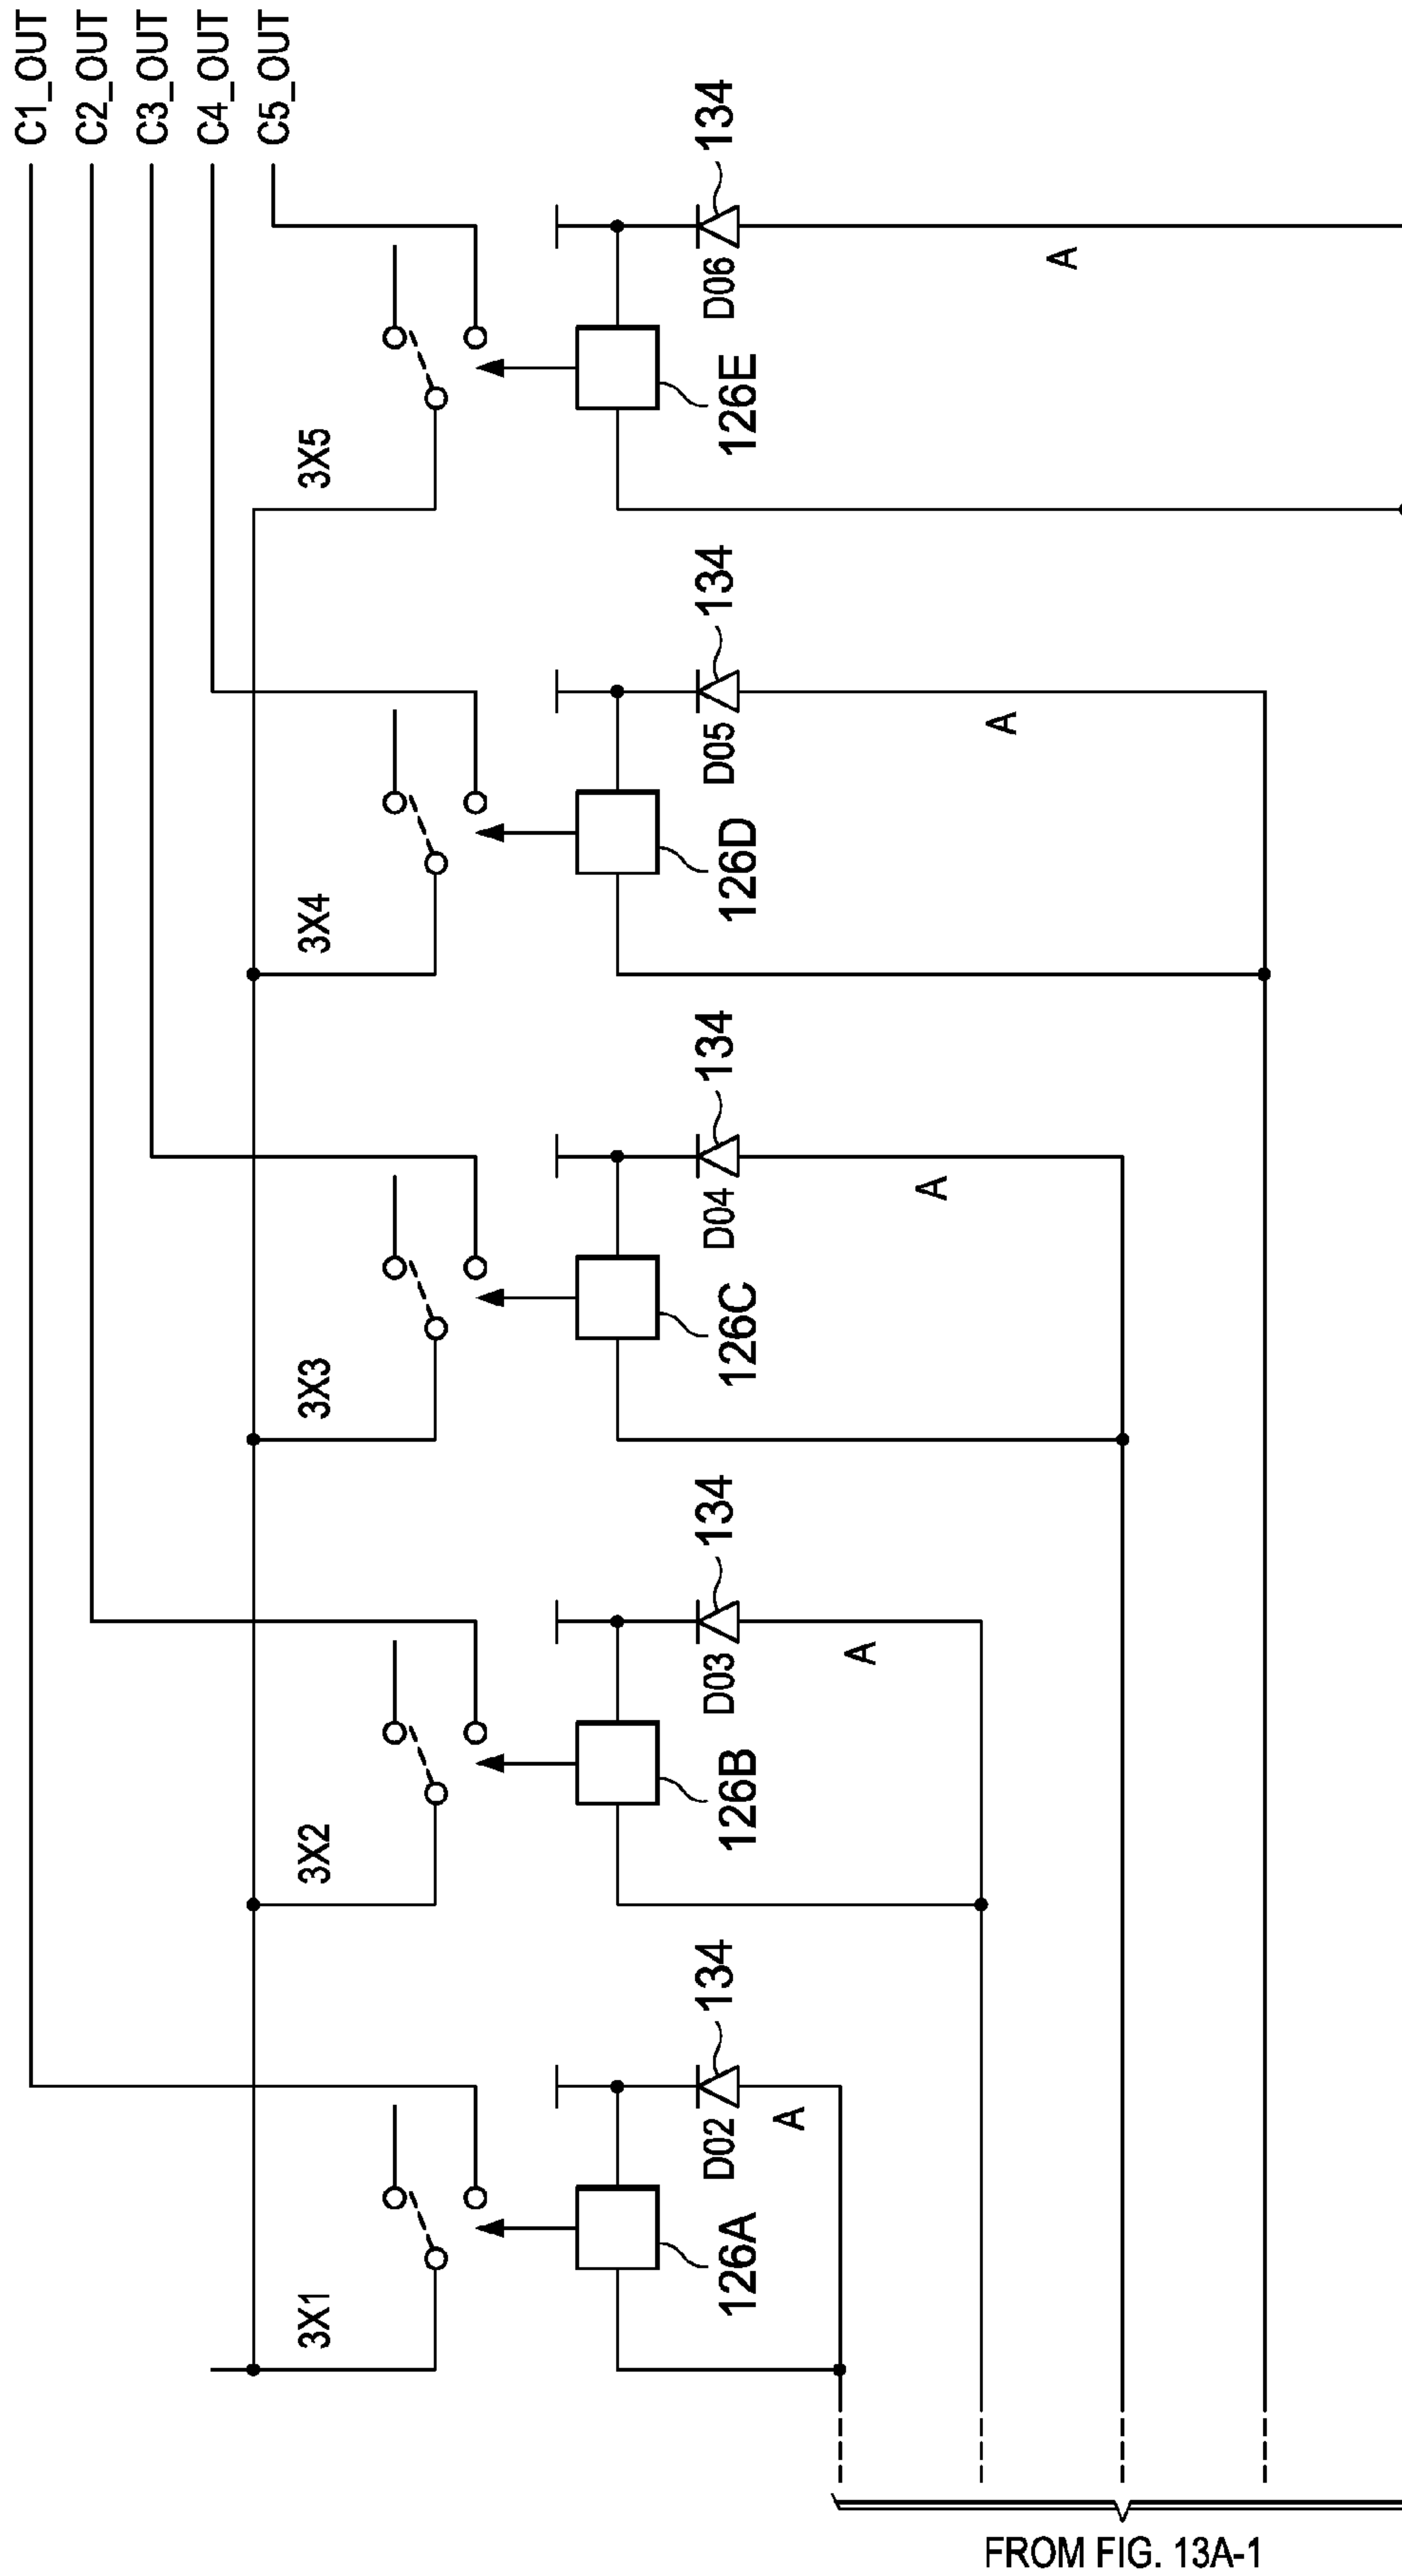 C1_OUT
C2_OUT
C3_OUT
C4_OUT
C5_OUT
3X1
3X2
3X3
3X4
3X5
126A
D02
134
126B
D03
134
126C
D04
134
126D
D05
134
126E
D06
134
A
A
A
A
A
FROM FIG. 13A-1